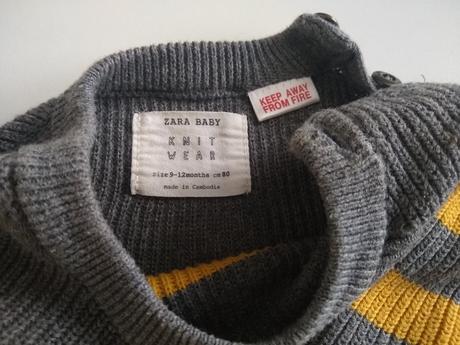 ZARA BABY
KNIT
WEAR
size 9-12months cm 80
made in Cambodia
KEEP AWAY
FROM FIRE